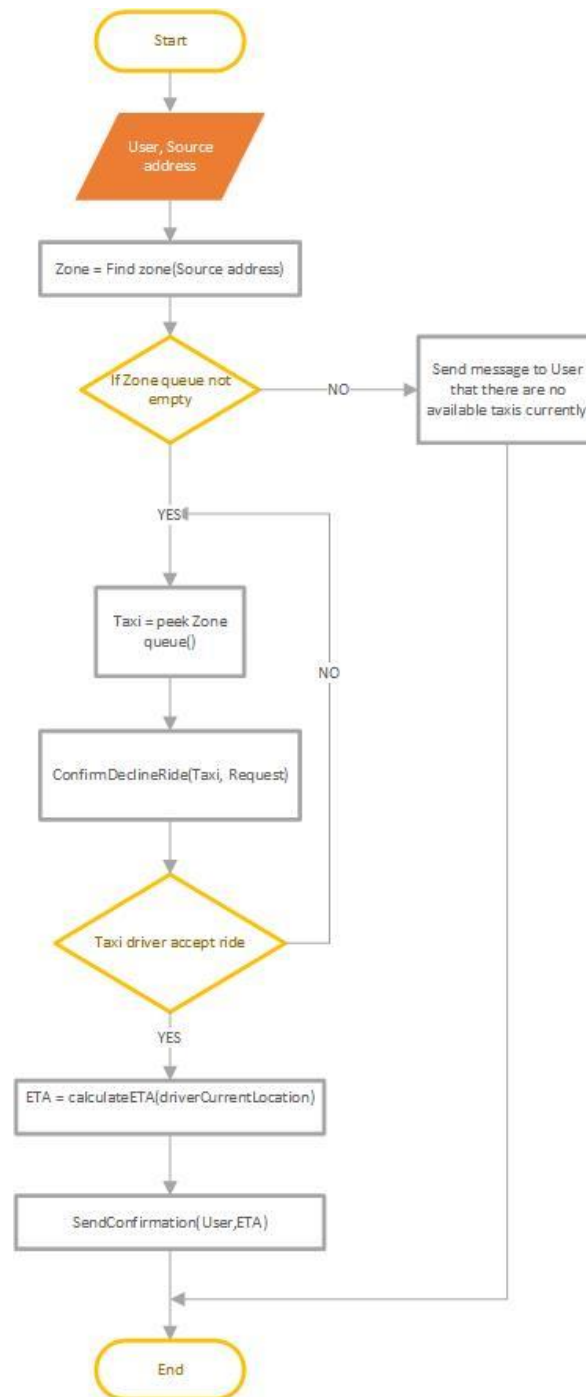 Start
User, Source
address
Zone = Find zone(Source address)
If Zone queue not
empty
NO
Send message to User
that there are no
available taxis currently
YES
Taxi = peek Zone
queue()
NO
ConfirmDeclineRide(Taxi, Request)
Taxi driver accept ride
YES
ETA = calculateETA(driverCurrentLocation)
SendConfirmation(User,ETA)
End